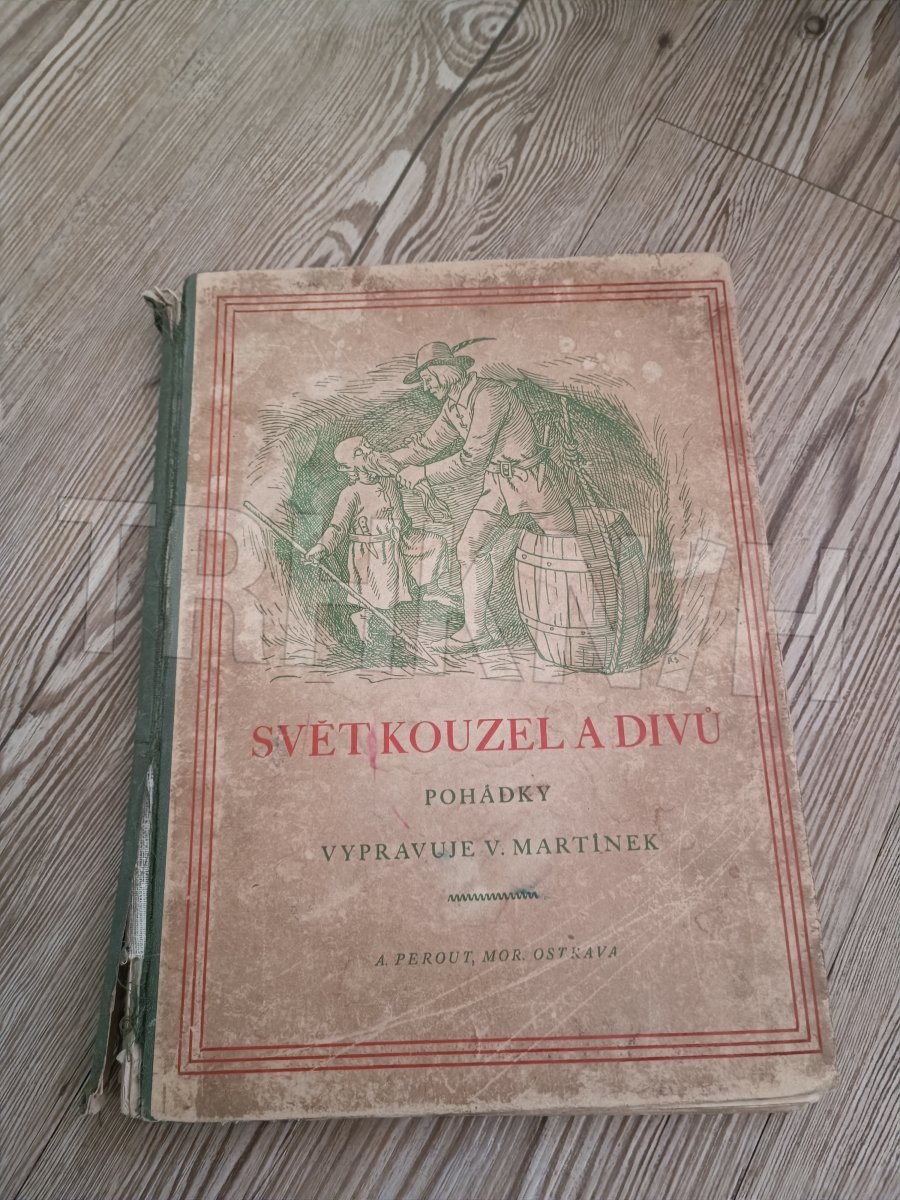 SVĚT KOUZEL A DIVŮ
POHÁDKY
VYPRAVUJE V. MARTÍNEK
A. PEROUT, MOR. OSTRAVA